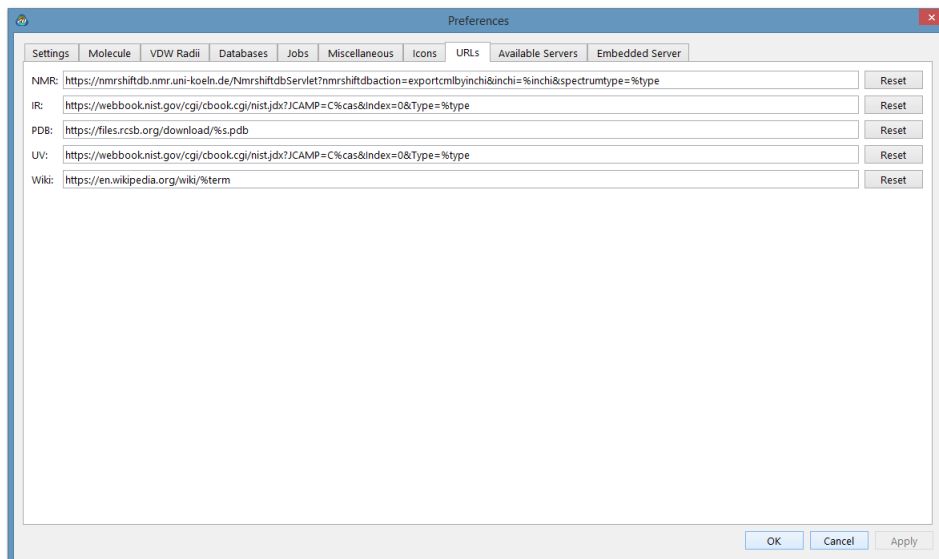 Preferences
Settings Molecule VDW Radii Databases Jobs Miscellaneous Icons URLs Available Servers Embedded Server
NMR: https://nmrshiftdb.nmr.uni-koeln.de/NmrshiftdbServlet?nmrshiftdbaction=exportcmlbyinchi&inchi=%inchi&spectrumtype=%type Reset
IR: https://webbook.nist.gov/cgi/cbook.cgi/nist.jdx?JCAMP=C%cas&Index=0&Type=%type Reset
PDB: https://files.rcsb.org/download/%s.pdb Reset
UV: https://webbook.nist.gov/cgi/cbook.cgi/nist.jdx?JCAMP=C%cas&Index=0&Type=%type Reset
Wiki: https://en.wikipedia.org/wiki/%term Reset
OK Cancel Apply